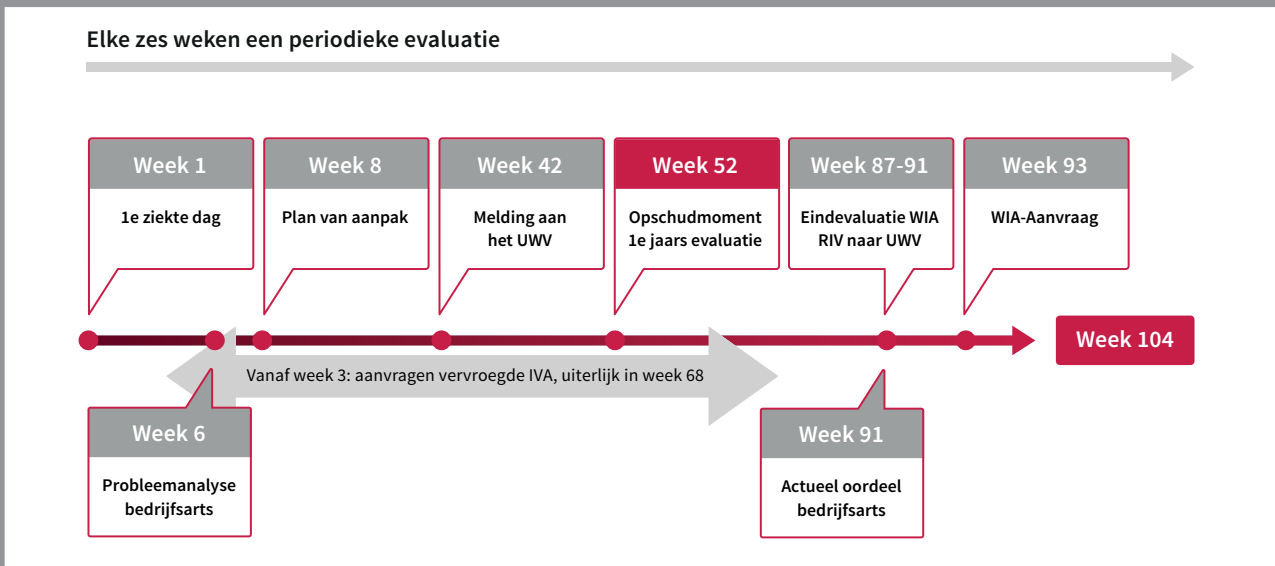 Elke zes weken een periodieke evaluatie
Week 1
1e ziekte dag
Week 8
Plan van aanpak
Week 42
Melding aan
het UWV
Week 52
Opschudmoment
1e jaars evaluatie
Week 87-91
Eindevaluatie WIA
RIV naar UWV
Week 93
WIA-Aanvraag
Week 104
Vanaf week 3: aanvragen vervroegde IVA, uiterlijk in week 68
Week 6
Probleemanalyse
bedrijfsarts
Week 91
Actueel oordeel
bedrijfsarts